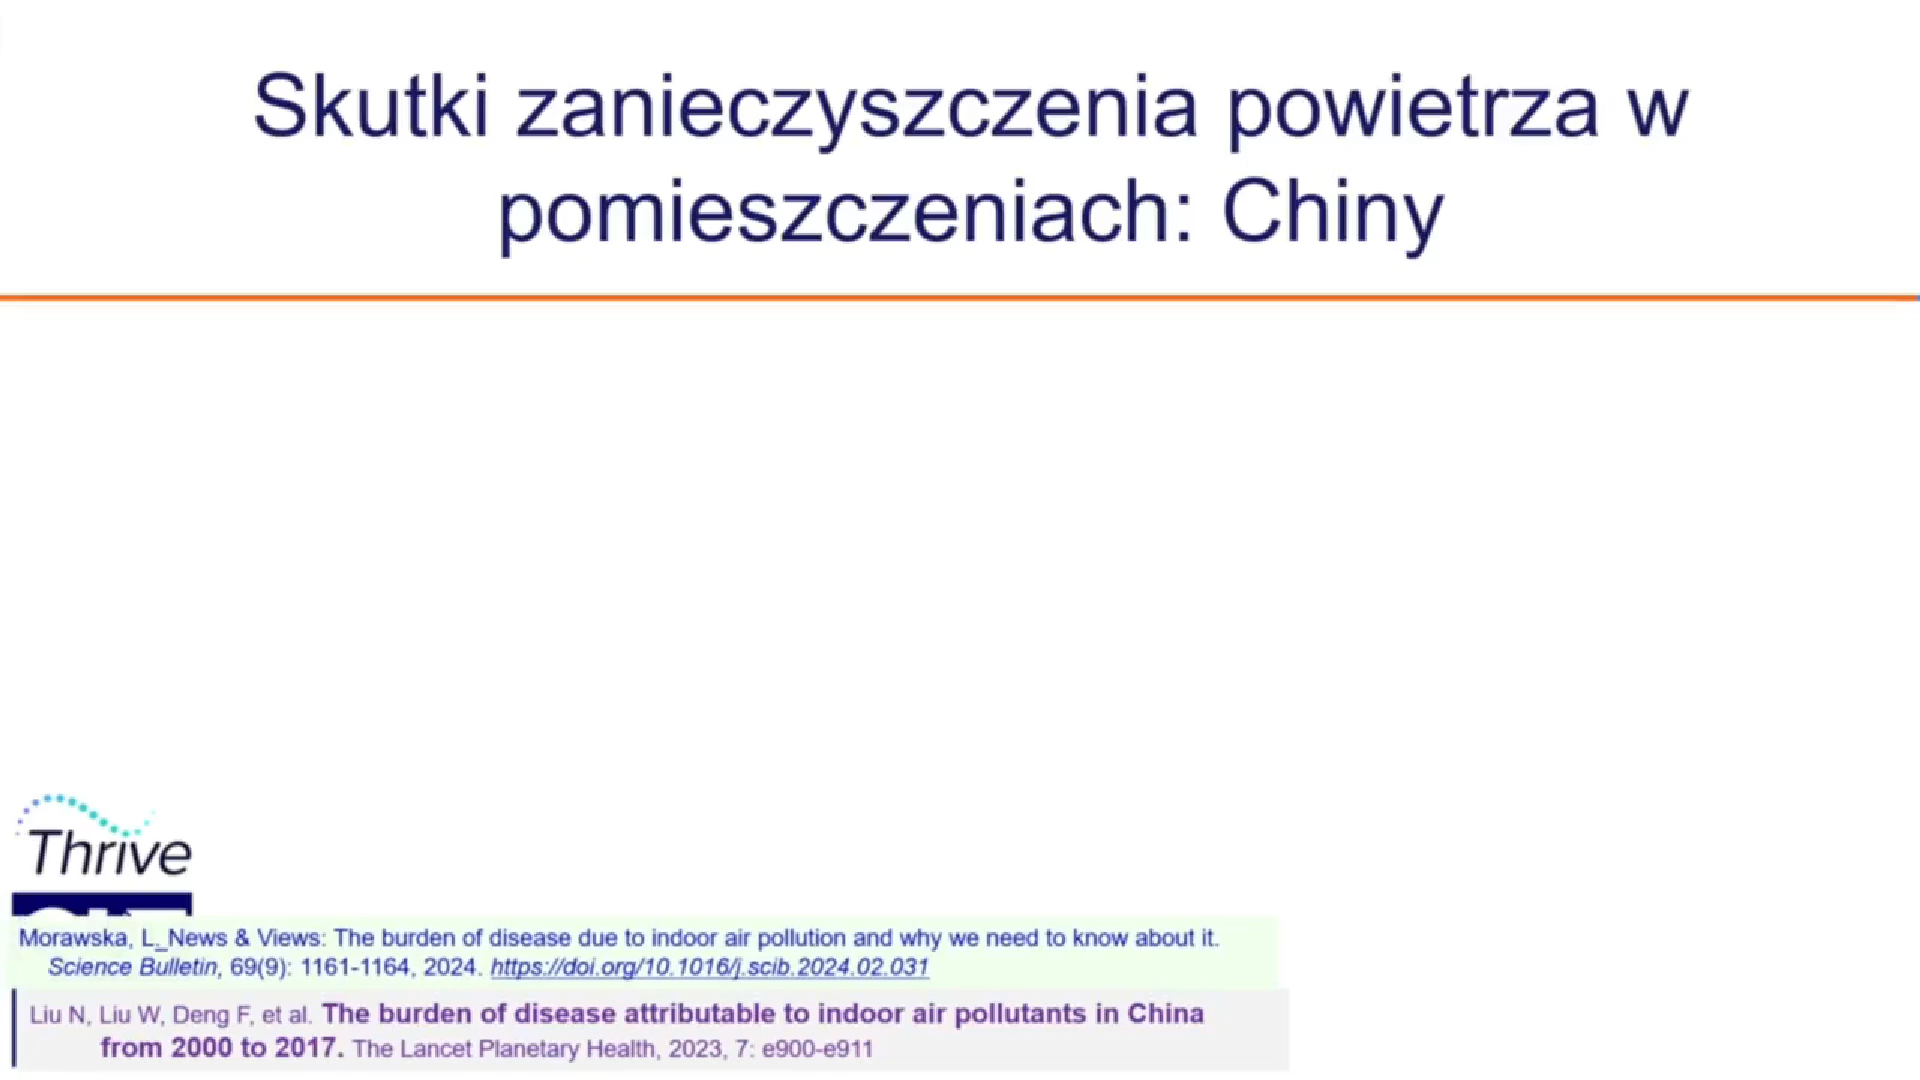 Skutki zanieczyszczenia powietrza w
pomieszczeniach: Chiny
Thrive
Morawska, L._News & Views: The burden of disease due to indoor air pollution and why we need to know about it.
Science Bulletin, 69(9): 1161-1164, 2024. https://doi.org/10.1016/j.scib.2024.02.031
Liu N, Liu W, Deng F, et al. The burden of disease attributable to indoor air pollutants in China
from 2000 to 2017. The Lancet Planetary Health, 2023, 7: e900-e911